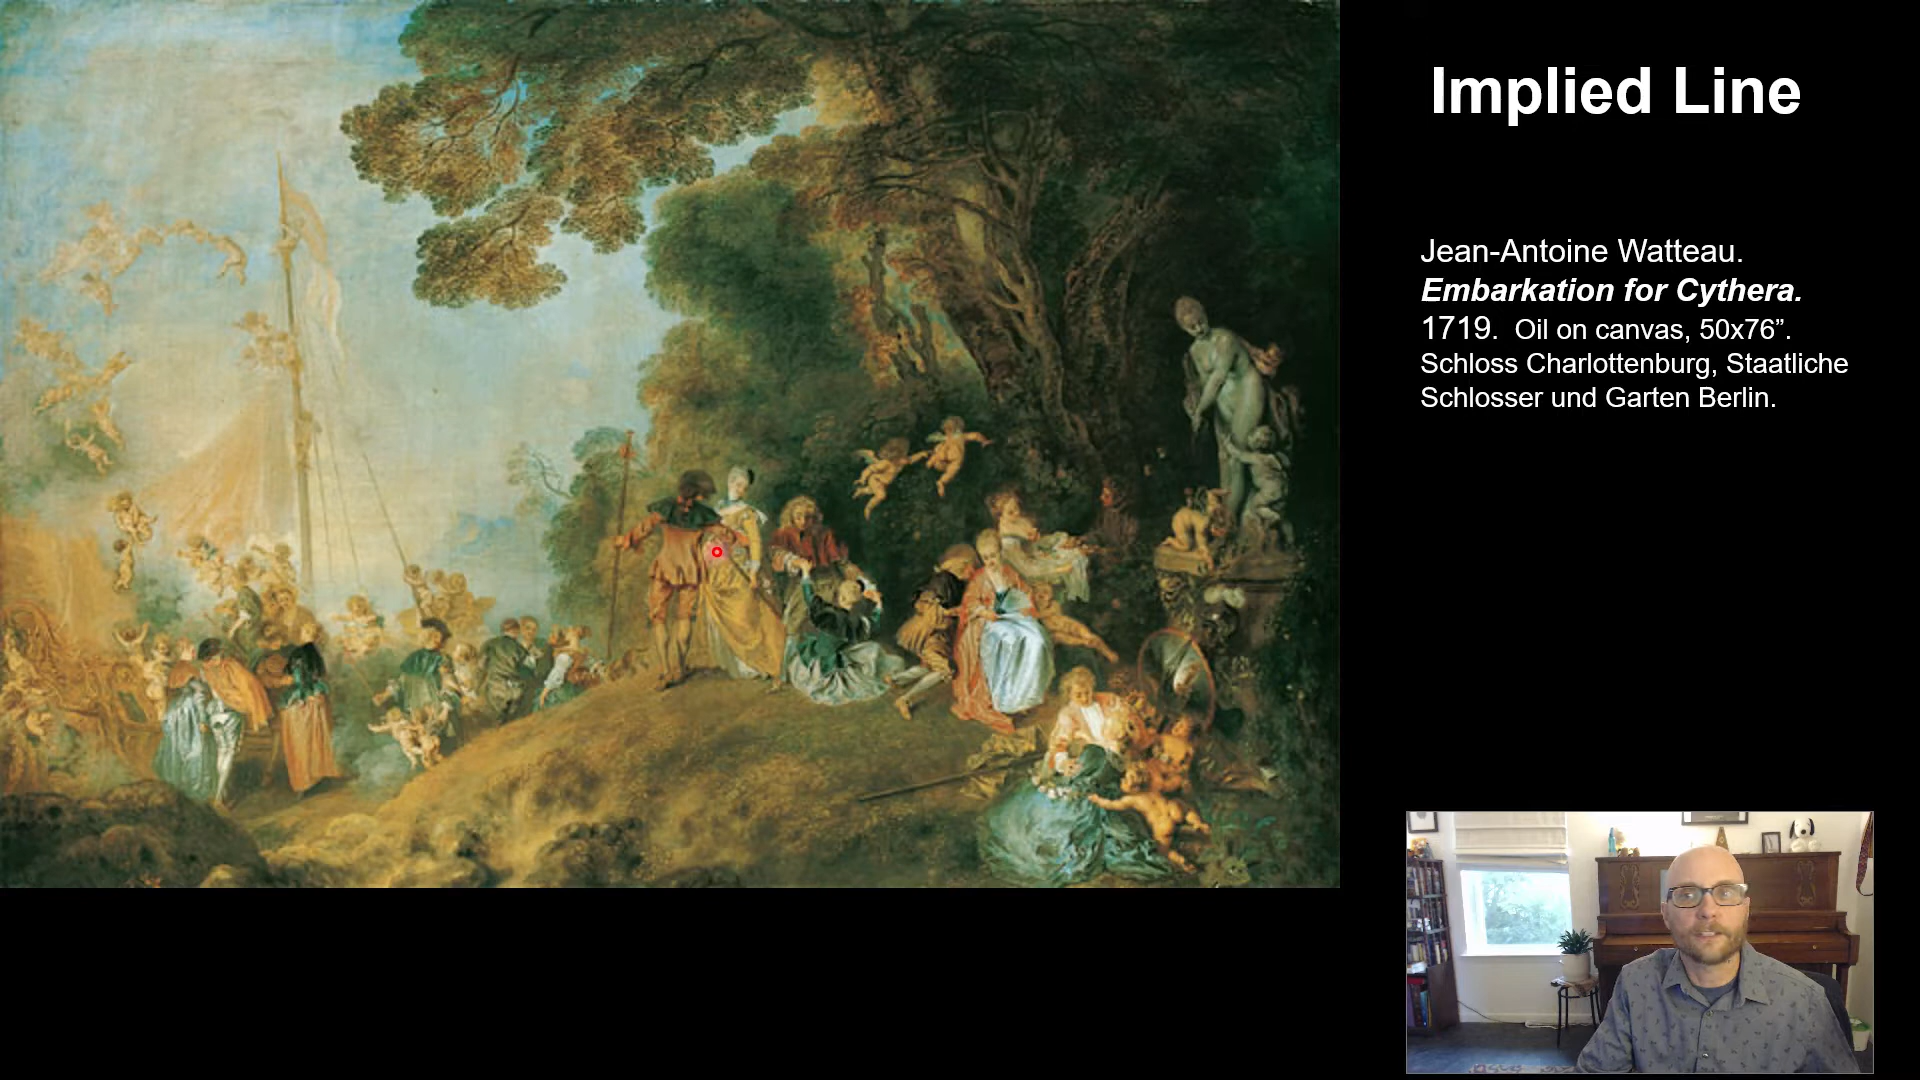 Implied Line
Jean-Antoine Watteau.
Embarkation for Cythera.
1719. Oil on canvas, 50x76”.
Schloss Charlottenburg, Staatliche
Schlosser und Garten Berlin.